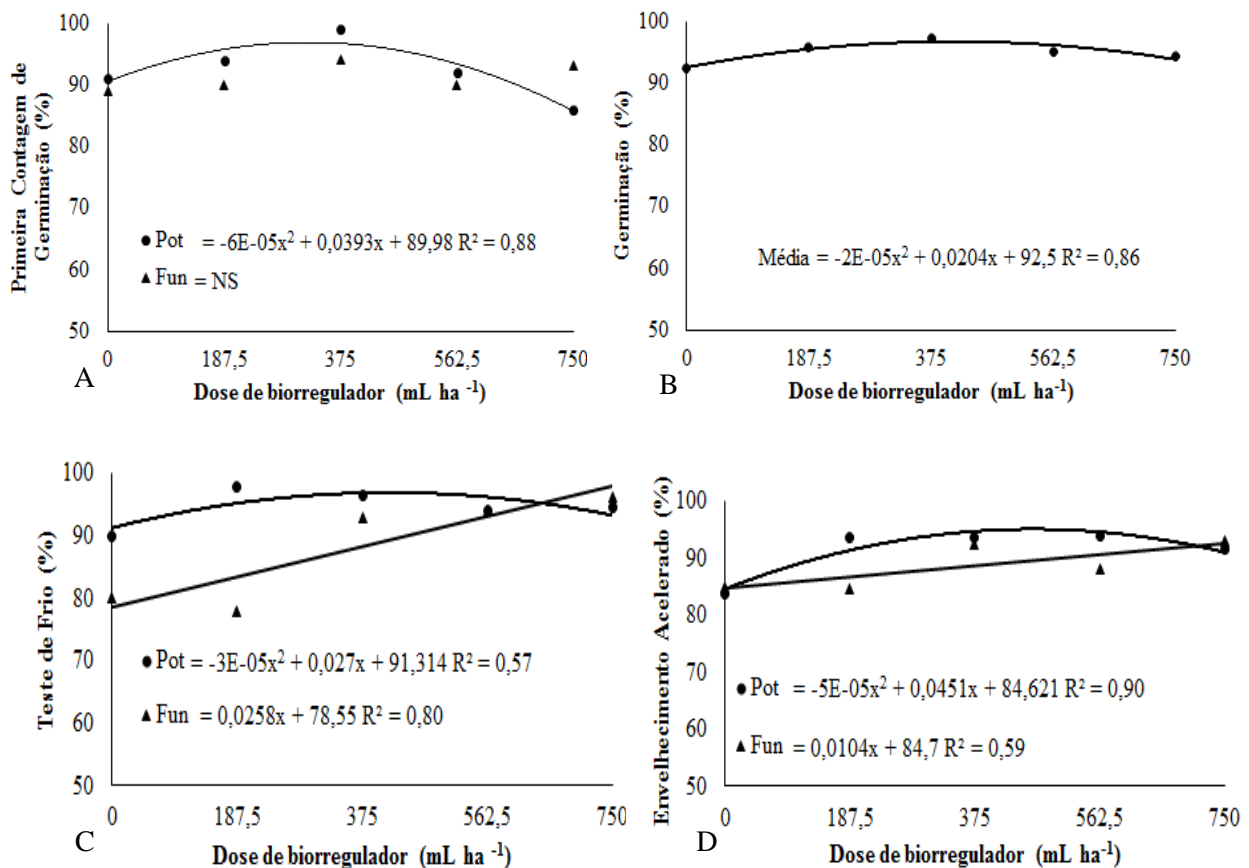 Primeira Contagem de
Germinação (%)
100
90
80
70
60
50
● Pot = -6E-05x² + 0,0393x + 89,98 R² = 0,88
▲ Fun = NS
0 187,5 375 562,5 750
A
Dose de biorregulador (mL ha ⁻¹)
Germinação (%)
100
90
80
70
60
50
Média = -2E-05x² + 0,0204x + 92,5 R² = 0,86
0 187,5 375 562,5 750
B
Dose de biorregulador (mL ha ⁻¹)
Teste de Frio (%)
100
90
80
70
60
50
● Pot = -3E-05x² + 0,027x + 91,314 R² = 0,57
▲ Fun = 0,0258x + 78,55 R² = 0,80
0 187,5 375 562,5 750
C
Dose de biorregulador (mL ha ⁻¹)
Envelhecimento Acelerado (%)
100
90
80
70
60
50
● Pot = -5E-05x² + 0,0451x + 84,621 R² = 0,90
▲ Fun = 0,0104x + 84,7 R² = 0,59
0 187,5 375 562,5 750
D
Dose de biorregulador (mL ha ⁻¹)